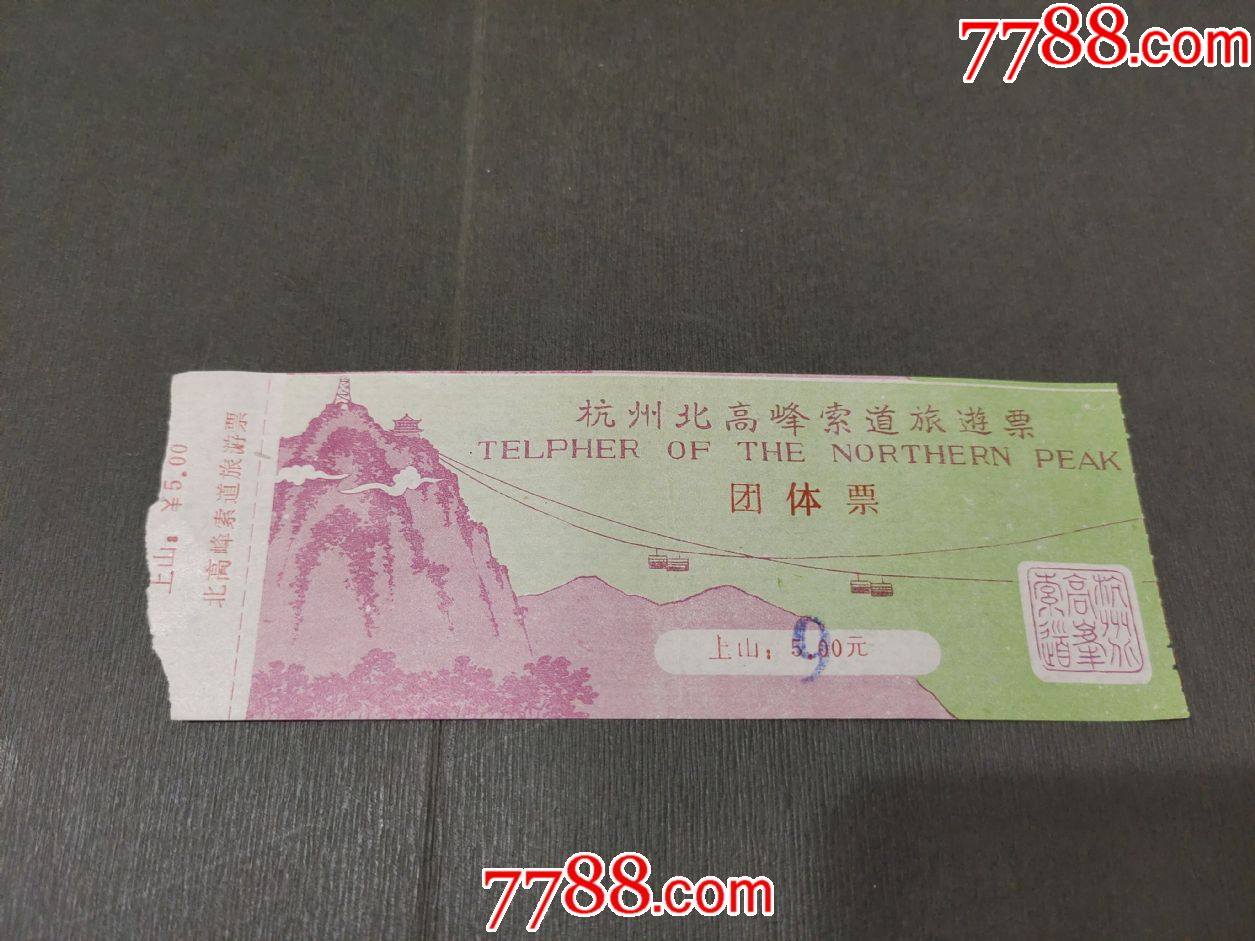 7788.com
杭州北高峰索道旅遊票
TELPHER OF THE NORTHERN PEAK
团体票
上山：5.00元
9
杭州北
高峰
索道
上山：￥5.00
北高峰索道旅游票
7788.com